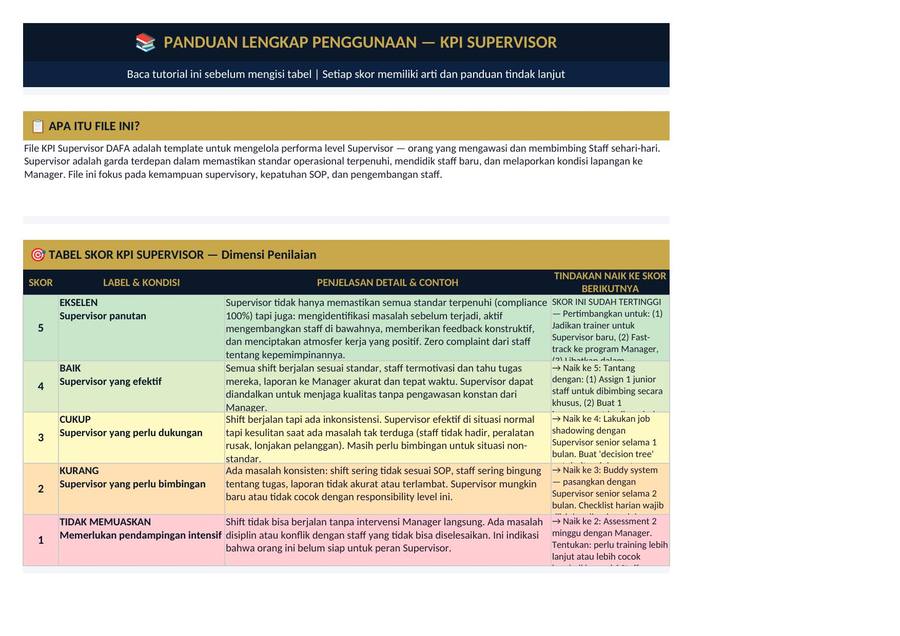 📚 PANDUAN LENGKAP PENGGUNAAN — KPI SUPERVISOR
Baca tutorial ini sebelum mengisi tabel | Setiap skor memiliki arti dan panduan tindak lanjut
📋 APA ITU FILE INI?
File KPI Supervisor DAFA adalah template untuk mengelola performa level Supervisor — orang yang mengawasi dan membimbing Staff sehari-hari.
Supervisor adalah garda terdepan dalam memastikan standar operasional terpenuhi, mendidik staff baru, dan melaporkan kondisi lapangan ke
Manager. File ini fokus pada kemampuan supervisory, kepatuhan SOP, dan pengembangan staff.
🎯 TABEL SKOR KPI SUPERVISOR — Dimensi Penilaian
SKOR
LABEL & KONDISI
PENJELASAN DETAIL & CONTOH
TINDAKAN NAIK KE SKOR
BERIKUTNYA
5
EKSELEN
Supervisor panutan
Supervisor tidak hanya memastikan semua standar terpenuhi (compliance
100%) tapi juga: mengidentifikasi masalah sebelum terjadi, aktif
mengembangkan staff di bawahnya, memberikan feedback konstruktif,
dan menciptakan atmosfer kerja yang positif. Zero complaint dari staff
tentang kepemimpinannya.
SKOR INI SUDAH TERTINGGI
— Pertimbangkan untuk: (1)
Jadikan trainer untuk
Supervisor baru, (2) Fast-
track ke program Manager,
4
BAIK
Supervisor yang efektif
Semua shift berjalan sesuai standar, staff termotivasi dan tahu tugas
mereka, laporan ke Manager akurat dan tepat waktu. Supervisor dapat
diandalkan untuk menjaga kualitas tanpa pengawasan konstan dari
Manager.
→ Naik ke 5: Tantang
dengan: (1) Assign 1 junior
staff untuk dibimbing secara
khusus, (2) Buat 1
3
CUKUP
Supervisor yang perlu dukungan
Shift berjalan tapi ada inkonsistensi. Supervisor efektif di situasi normal
tapi kesulitan saat ada masalah tak terduga (staff tidak hadir, peralatan
rusak, lonjakan pelanggan). Masih perlu bimbingan untuk situasi non-
standar.
→ Naik ke 4: Lakukan job
shadowing dengan
Supervisor senior selama 1
bulan. Buat 'decision tree'
2
KURANG
Supervisor yang perlu bimbingan
Ada masalah konsisten: shift sering tidak sesuai SOP, staff sering bingung
tentang tugas, laporan tidak akurat atau terlambat. Supervisor mungkin
baru atau tidak cocok dengan responsibility level ini.
→ Naik ke 3: Buddy system
— pasangkan dengan
Supervisor senior selama 2
bulan. Checklist harian wajib
1
TIDAK MEMUASKAN
Memerlukan pendampingan intensif
Shift tidak bisa berjalan tanpa intervensi Manager langsung. Ada masalah
disiplin atau konflik dengan staff yang tidak bisa diselesaikan. Ini indikasi
bahwa orang ini belum siap untuk peran Supervisor.
→ Naik ke 2: Assessment 2
minggu dengan Manager.
Tentukan: perlu training lebih
lanjut atau lebih cocok